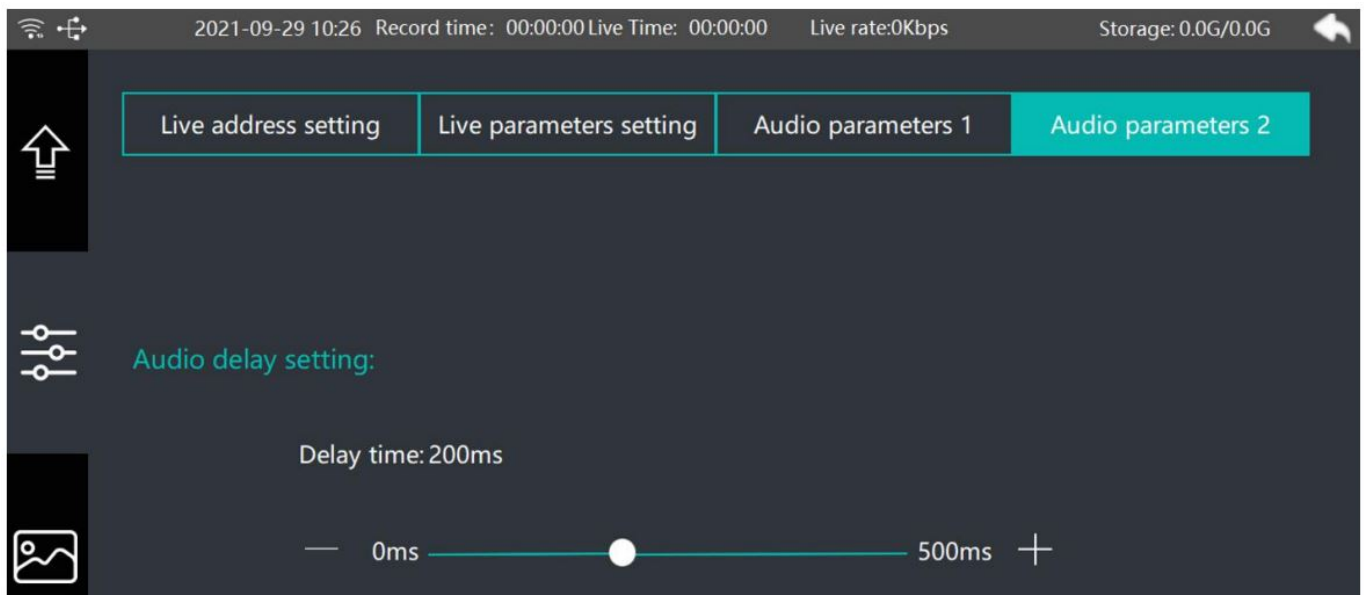 2021-09-29 10:26 Record time: 00:00:00 Live Time: 00:00:00 Live rate:0Kbps Storage: 0.0G/0.0G
Live address setting Live parameters setting Audio parameters 1 Audio parameters 2
Audio delay setting:
Delay time: 200ms
0ms 500ms